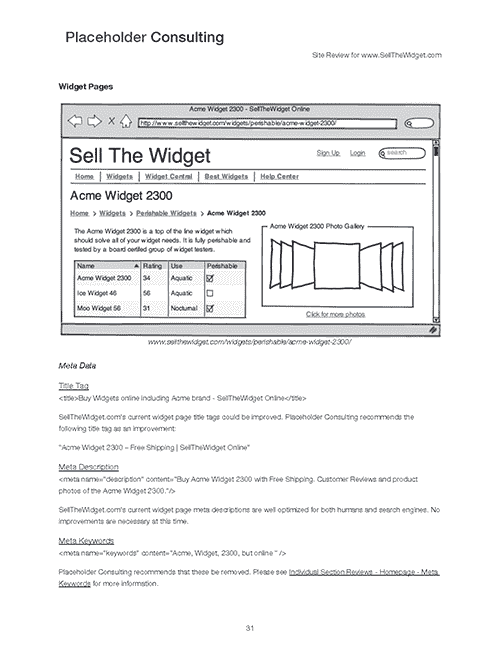 Placeholder Consulting
Site Review for www.SellTheWidget.com
Widget Pages
Acme Widget 2300 - SellTheWidget Online
X
http://www.sellthewidget.com/widgets/perishable/acme-widget-2300/
Sell The Widget
Sign Up Login search
Home Widgets Widget Central Best Widgets Help Center
Acme Widget 2300
Home > Widgets > Perishable Widgets > Acme Widget 2300
The Acme Widget 2300 is a top of the line widget which
should solve all of your widget needs. It is fully perishable and
tested by a board certified group of widget testers.
Name Rating Use Perishable
Acme Widget 2300 34 Aquatic
Ice Widget 46 56 Aquatic
Moo Widget 56 31 Nocturnal
Acme Widget 2300 Photo Gallery
Click for more photos
www.sellthewidget.com/widgets/perishable/acme-widget-2300/
Meta Data
Title Tag
<title>Buy Widgets online including Acme brand - SellTheWidget Online</title>
SellTheWidget.com's current widget page title tags could be improved. Placeholder Consulting recommends the
following title tag as an improvement:
"Acme Widget 2300 – Free Shipping | SellTheWidget Online"
Meta Description
<meta name="description" content="Buy Acme Widget 2300 with Free Shipping. Customer Reviews and product
photos of the Acme Widget 2300."/>
SellTheWidget.com's current widget page meta descriptions are well optimized for both humans and search engines. No
improvements are necessary at this time.
Meta Keywords
<meta name="keywords" content="Acme, Widget, 2300, but online " />
Placeholder Consulting recommends that these be removed. Please see Individual Section Reviews - Homepage - Meta
Keywords for more information.
31